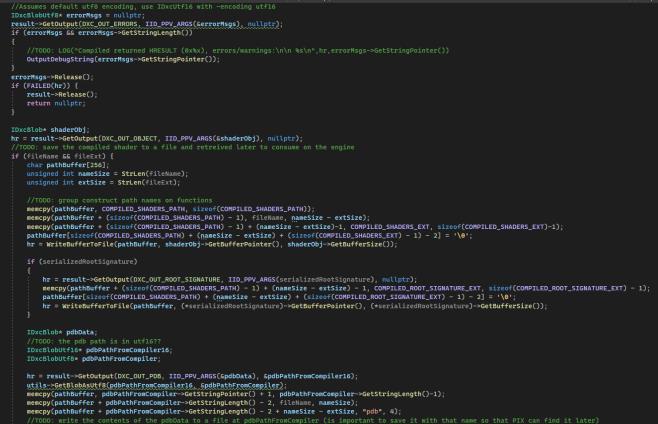 //Assumes default utf8 encoding, use IDxcUtf16 with -encoding utf16
IDxcBlobUtf8* errorMsgs = nullptr;
result->GetOutput(DXC_OUT_ERRORS, IID_PPV_ARGS(&errorMsgs), nullptr);
if (errorMsgs && errorMsgs->GetStringLength())
{
//TODO: LOG("Compiled returned HRESULT (0x%x), errors/warnings:\n\n %s\n",hr,errorMsgs->GetStringPointer())
OutputDebugString(errorMsgs->GetStringPointer());
}
errorMsgs->Release();
if (FAILED(hr)) {
result->Release();
return nullptr;
}
IDxcBlob* shaderObj;
hr = result->GetOutput(DXC_OUT_OBJECT, IID_PPV_ARGS(&shaderObj), nullptr);
//TODO: save the compiled shader to a file and retreived later to consume on the engine
if (fileName && fileExt) {
char pathBuffer[256];
unsigned int nameSize = StrLen(fileName);
unsigned int extSize = StrLen(fileExt);
//TODO: group construct path names on functions
memcpy(pathBuffer, COMPILED_SHADERS_PATH, sizeof(COMPILED_SHADERS_PATH));
memcpy(pathBuffer + (sizeof(COMPILED_SHADERS_PATH) - 1), fileName, nameSize - extSize);
memcpy(pathBuffer + (sizeof(COMPILED_SHADERS_PATH) - 1) + (nameSize - extSize)-1, COMPILED_SHADERS_EXT, sizeof(COMPILED_SHADERS_EXT)-1);
pathBuffer[sizeof(COMPILED_SHADERS_PATH) + (nameSize - extSize) + (sizeof(COMPILED_SHADERS_EXT) - 1) - 2] = '\0';
hr = WriteBufferToFile(pathBuffer, shaderObj->GetBufferPointer(), shaderObj->GetBufferSize());
if (serializedRootSignature)
{
hr = result->GetOutput(DXC_OUT_ROOT_SIGNATURE, IID_PPV_ARGS(serializedRootSignature), nullptr);
memcpy(pathBuffer + (sizeof(COMPILED_SHADERS_PATH) - 1) + (nameSize - extSize) - 1, COMPILED_ROOT_SIGNATURE_EXT, sizeof(COMPILED_ROOT_SIGNATURE_EXT) - 1);
pathBuffer[sizeof(COMPILED_SHADERS_PATH) + (nameSize - extSize) + (sizeof(COMPILED_ROOT_SIGNATURE_EXT) - 1) - 2] = '\0';
hr = WriteBufferToFile(pathBuffer, (*serializedRootSignature)->GetBufferPointer(), (*serializedRootSignature)->GetBufferSize());
}
IDxcBlob* pdbData;
//TODO: the pdb path is in utf16??
IDxcBlobUtf16* pdbPathFromCompiler16;
IDxcBlobUtf8* pdbPathFromCompiler;
hr = result->GetOutput(DXC_OUT_PDB, IID_PPV_ARGS(&pdbData), &pdbPathFromCompiler16);
utils->GetBlobAsUtf8(pdbPathFromCompiler16, &pdbPathFromCompiler);
memcpy(pathBuffer, pdbPathFromCompiler->GetStringPointer() + 1, pdbPathFromCompiler->GetStringLength()-1);
memcpy(pathBuffer + pdbPathFromCompiler->GetStringLength() - 2, fileName, nameSize);
memcpy(pathBuffer + pdbPathFromCompiler->GetStringLength() - 2 + nameSize - extSize, "pdb", 4);
//TODO: write the contents of the pdbData to a file at pdbPathFromCompiler (is important to save it with that name so that PIX can find it later)